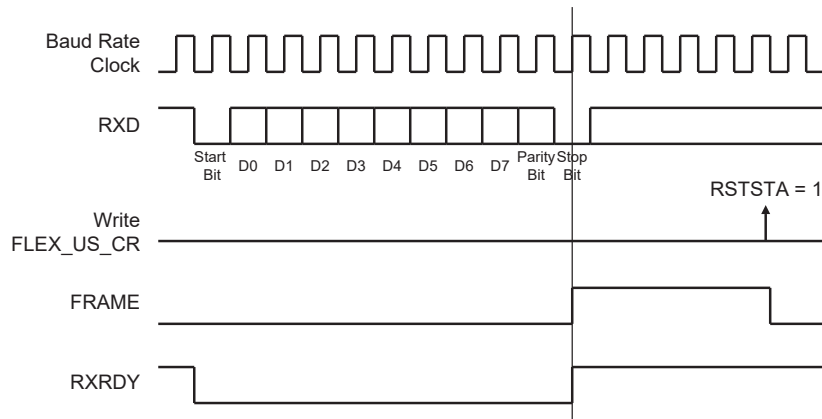 Baud Rate
Clock
RXD
Start
Bit
D0 D1 D2 D3 D4 D5 D6 D7
Parity
Bit
Stop
Bit
RSTSTA = 1
Write
FLEX_US_CR
FRAME
RXRDY